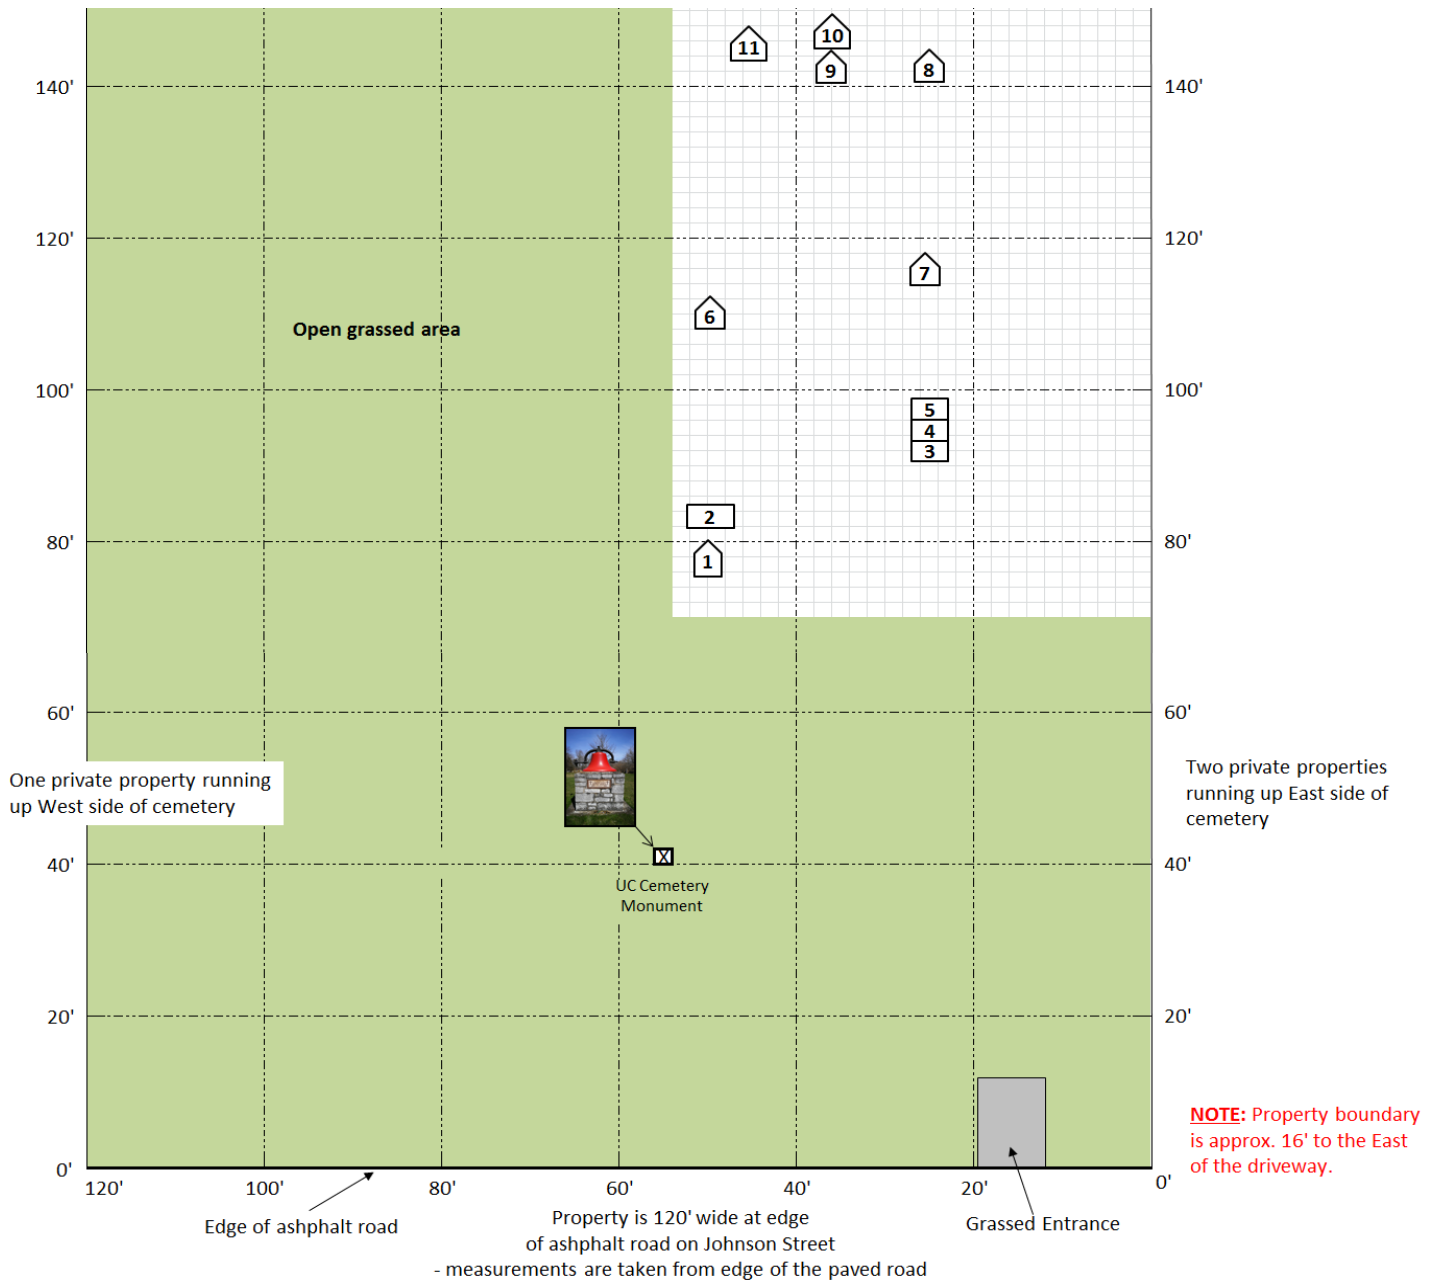 10
11
9
8
140'
140'
120'
120'
7
6
Open grassed area
100'
100'
5
4
3
2
80'
80'
1
60'
60'
One private property running
up West side of cemetery
Two private properties
running up East side of
cemetery
40'
X
40'
UC Cemetery
Monument
20'
20'
NOTE: Property boundary
is approx. 16' to the East
of the driveway.
0'
0'
120'
100'
80'
60'
40'
20'
Edge of ashphalt road
Property is 120' wide at edge
of ashphalt road on Johnson Street
- measurements are taken from edge of the paved road
Grassed Entrance